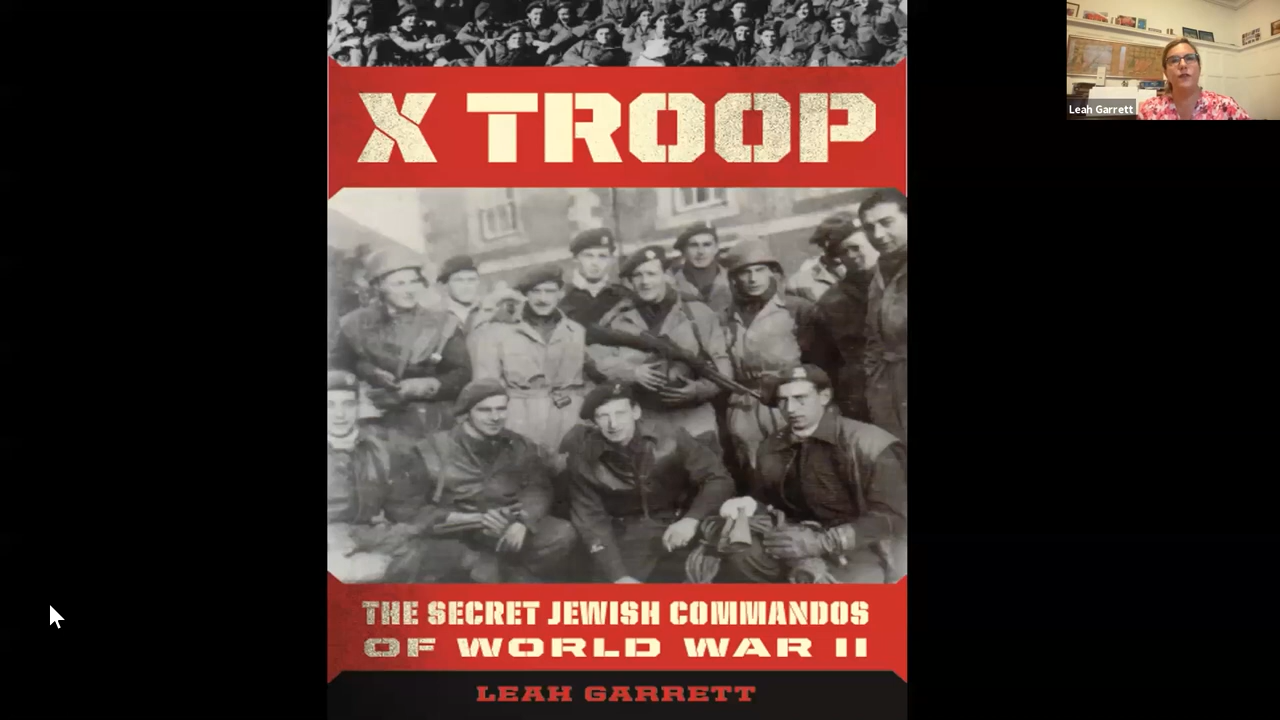 X TROOP
Leah Garrett
THE SECRET JEWISH COMMANDOS
OF WORLD WAR II
LEAH GARRETT